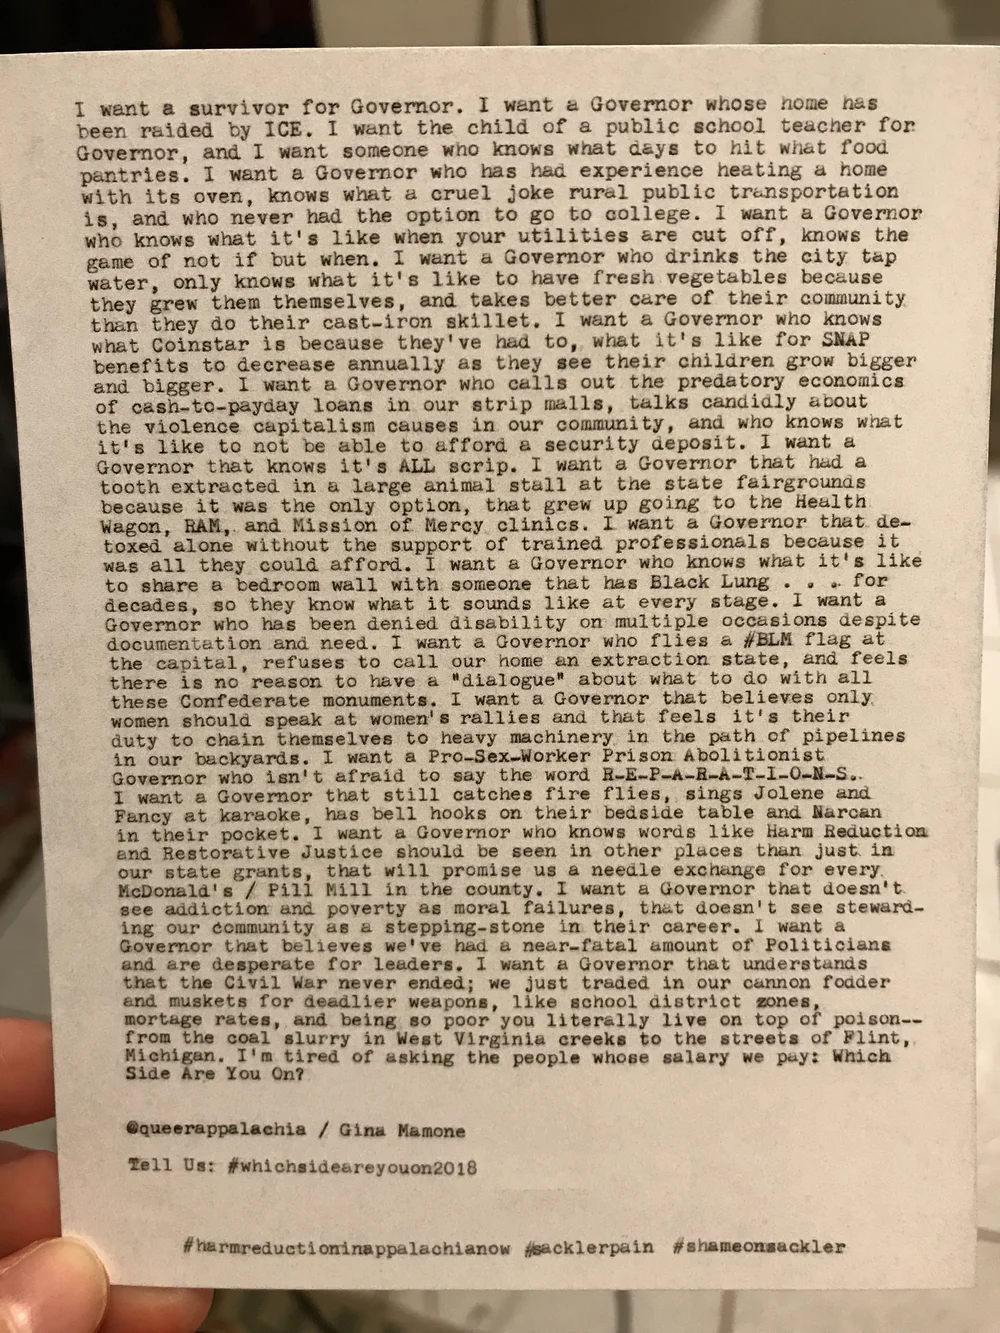 I want a survivor for Governor. I want a Governor whose home has
been raided by ICE. I want the child of a public school teacher for
Governor, and I want someone who knows what days to hit what food
pantries. I want a Governor who has had experience heating a home
with its oven, knows what a cruel joke rural public transportation
is, and who never had the option to go to college. I want a Governor
who knows what it's like when your utilities are cut off, knows the
game of not if but when. I want a Governor who drinks the city tap
water, only knows what it's like to have fresh vegetables because
they grew them themselves, and takes better care of their community
than they do their cast-iron skillet. I want a Governor who knows
what Coinstar is because they've had to, what it's like for SNAP
benefits to decrease annually as they see their children grow bigger
and bigger. I want a Governor who calls out the predatory economics
of cash-to-payday loans in our strip malls, talks candidly about
the violence capitalism causes in our community, and who knows what
it's like to not be able to afford a security deposit. I want a
Governor that knows it's ALL scrip. I want a Governor that had a
tooth extracted in a large animal stall at the state fairgrounds
because it was the only option, that grew up going to the Health
Wagon, RAM, and Mission of Mercy clinics. I want a Governor that de-
toxed alone without the support of trained professionals because it
was all they could afford. I want a Governor who knows what it's like
to share a bedroom wall with someone that has Black Lung . . . for
decades, so they know what it sounds like at every stage. I want a
Governor who has been denied disability on multiple occasions despite
documentation and need. I want a Governor who flies a #BLM flag at
the capital, refuses to call our home an extraction state, and feels
there is no reason to have a "dialogue" about what to do with all
these Confederate monuments. I want a Governor that believes only
women should speak at women's rallies and that feels it's their
duty to chain themselves to heavy machinery in the path of pipelines
in our backyards. I want a Pro-Sex-Worker Prison Abolitionist
Governor who isn't afraid to say the word R-E-P-A-R-A-T-I-O-N-S.
I want a Governor that still catches fire flies, sings Jolene and
Fancy at karaoke, has bell hooks on their bedside table and Narcan
in their pocket. I want a Governor who knows words like Harm Reduction
and Restorative Justice should be seen in other places than just in
our state grants, that will promise us a needle exchange for every
McDonald's / Pill Mill in the county. I want a Governor that doesn't
see addiction and poverty as moral failures, that doesn't see steward-
ing our community as a stepping-stone in their career. I want a
Governor that believes we've had a near-fatal amount of Politicians
and are desperate for leaders. I want a Governor that understands
that the Civil War never ended; we just traded in our cannon fodder
and muskets for deadlier weapons, like school district zones,
mortage rates, and being so poor you literally live on top of poison--
from the coal slurry in West Virginia creeks to the streets of Flint,
Michigan. I'm tired of asking the people whose salary we pay: Which
Side Are You On?
@queerappalachia / Gina Mamone
Tell Us: #whichsideareyouon2018
#harmreductioninappalachianow #sacklerpain #shameonsackler